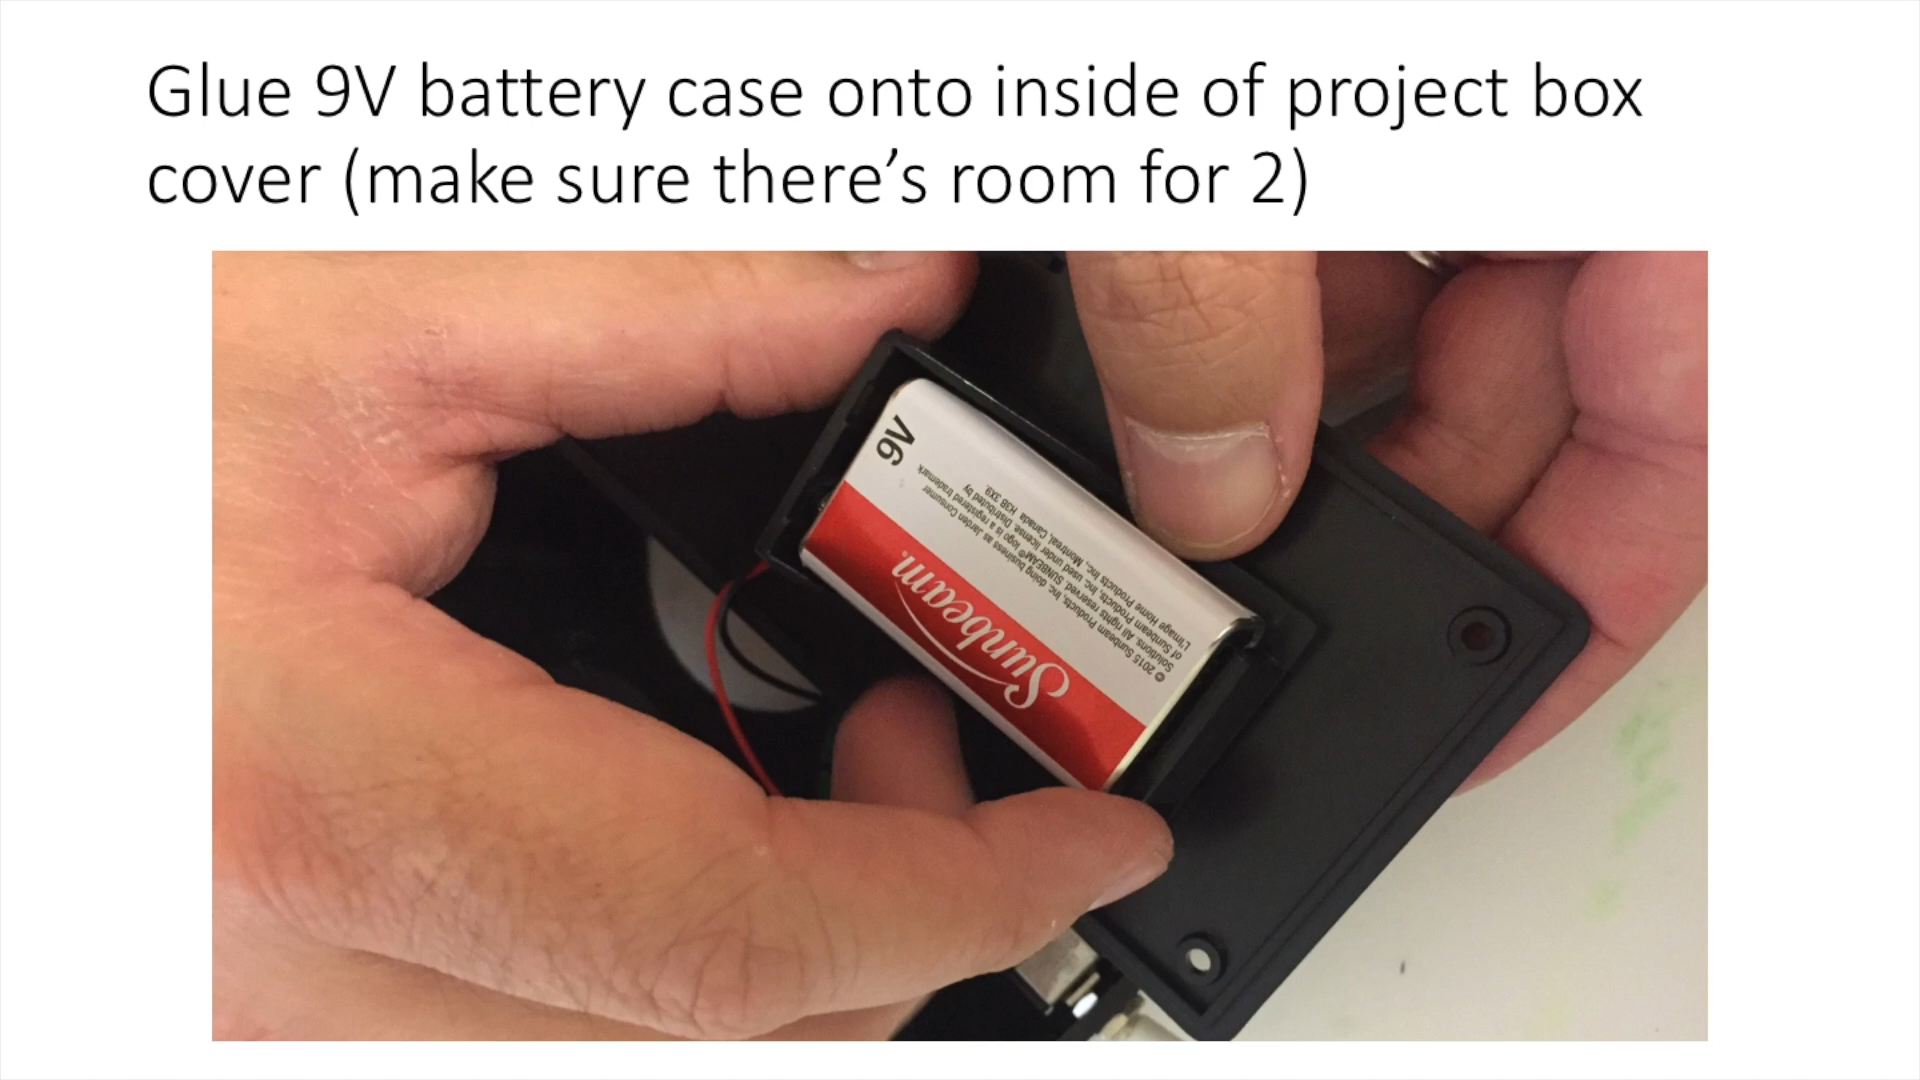 Glue 9V battery case onto inside of project box
cover (make sure there’s room for 2)
9V
Sunbeam.
© 2015 Sunbeam Products, Inc. doing business as Jarden Consumer
Solutions. All rights reserved. SUNBEAM® logo is a registered trademark
of Sunbeam Products, Inc. used under license. Distributed by
L'image Home Products Inc., Montreal, Canada H3B 3X9.